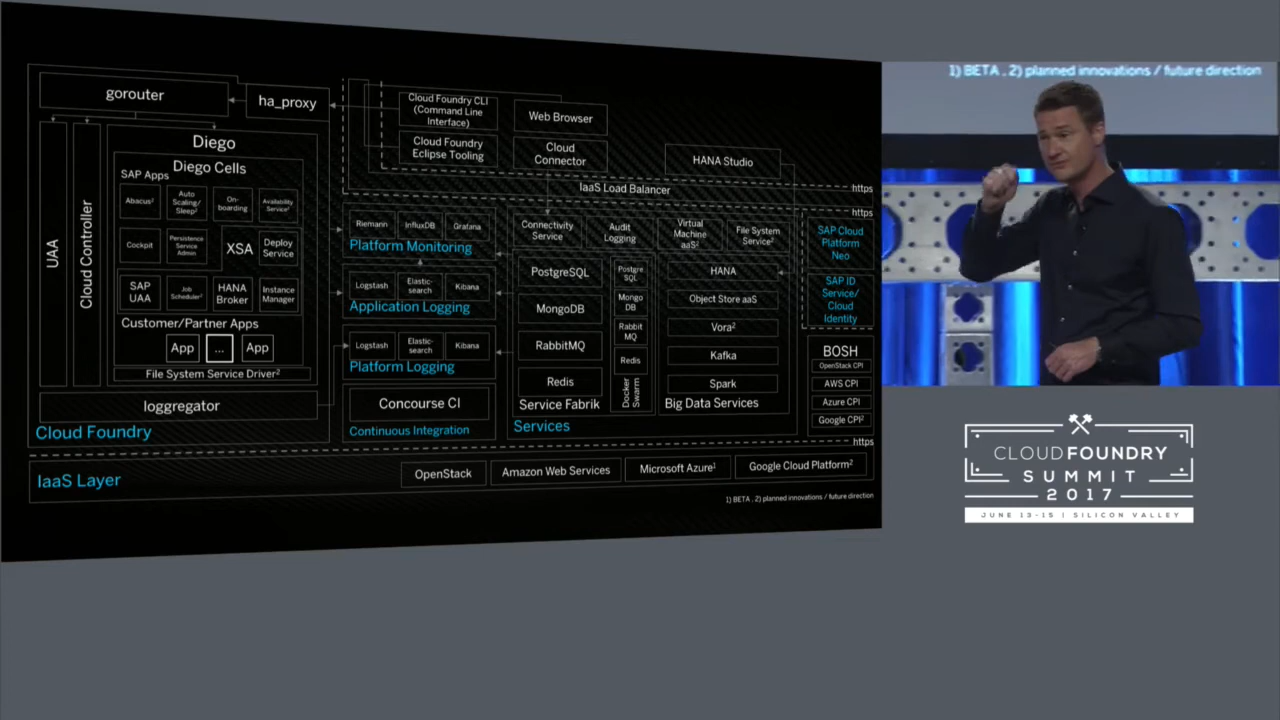 gorouter
ha_proxy
UAA
Cloud Controller
Diego
Diego Cells
SAP Apps
Abacus²
Auto
Scaling/
Sleep²
On-
boarding
Availability
Service²
Cockpit
Persistence
Service
Admin
XSA
Deploy
Service
SAP
UAA
Job
Scheduler²
HANA
Broker
Instance
Manager
Customer/Partner Apps
App
...
App
File System Service Driver²
loggregator
Cloud Foundry
Cloud Foundry CLI
(Command Line
Interface)
Web Browser
Cloud Foundry
Eclipse Tooling
Cloud
Connector
HANA Studio
IaaS Load Balancer
https
https
Riemann
InfluxDB
Grafana
Platform Monitoring
Logstash
Elastic-
search
Kibana
Application Logging
Logstash
Elastic-
search
Kibana
Platform Logging
Concourse CI
Continuous Integration
Connectivity
Service
Audit
Logging
Virtual
Machine
aaS²
File System
Service²
PostgreSQL
MongoDB
RabbitMQ
Redis
Service Fabrik
Postgre
SQL
Mongo
DB
Rabbit
MQ
Redis
Docker
Swarm
HANA
Object Store aaS
Vora²
Kafka
Spark
Big Data Services
Services
SAP Cloud
Platform
Neo
SAP ID
Service/
Cloud
Identity
BOSH
OpenStack CPI
AWS CPI
Azure CPI
Google CPI²
https
IaaS Layer
OpenStack
Amazon Web Services
Microsoft Azure¹
Google Cloud Platform²
1) BETA . 2) planned innovations / future direction
1) BETA . 2) planned innovations / future direction
CLOUD FOUNDRY
SUMMIT
2017
JUNE 13-15 | SILICON VALLEY